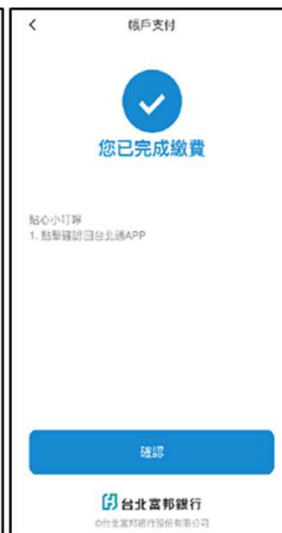 帳戶支付
您已完成繳費
貼心小叮嚀
1. 點擊確認回台北通APP
確認
台北富邦銀行
©台北富邦銀行股份有限公司